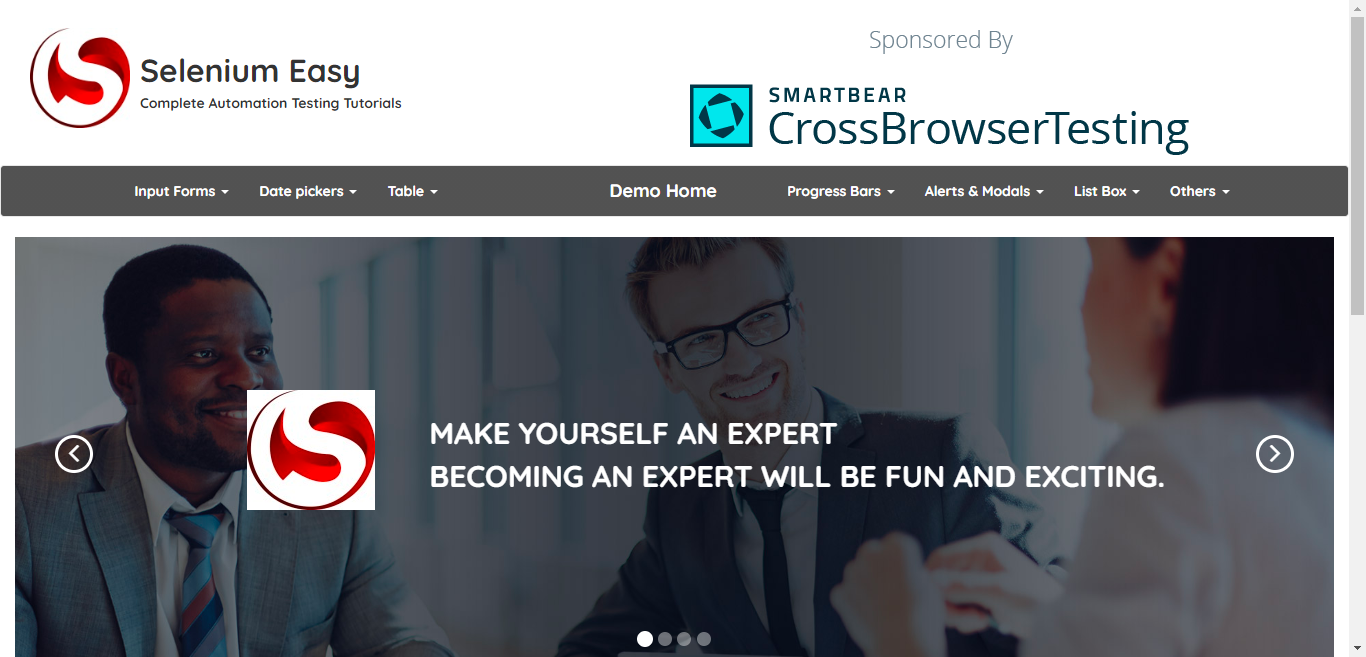 Selenium Easy
Complete Automation Testing Tutorials
Sponsored By
SMARTBEAR
CrossBrowserTesting
Input Forms
Date pickers
Table
Demo Home
Progress Bars
Alerts & Modals
List Box
Others
MAKE YOURSELF AN EXPERT
BECOMING AN EXPERT WILL BE FUN AND EXCITING.